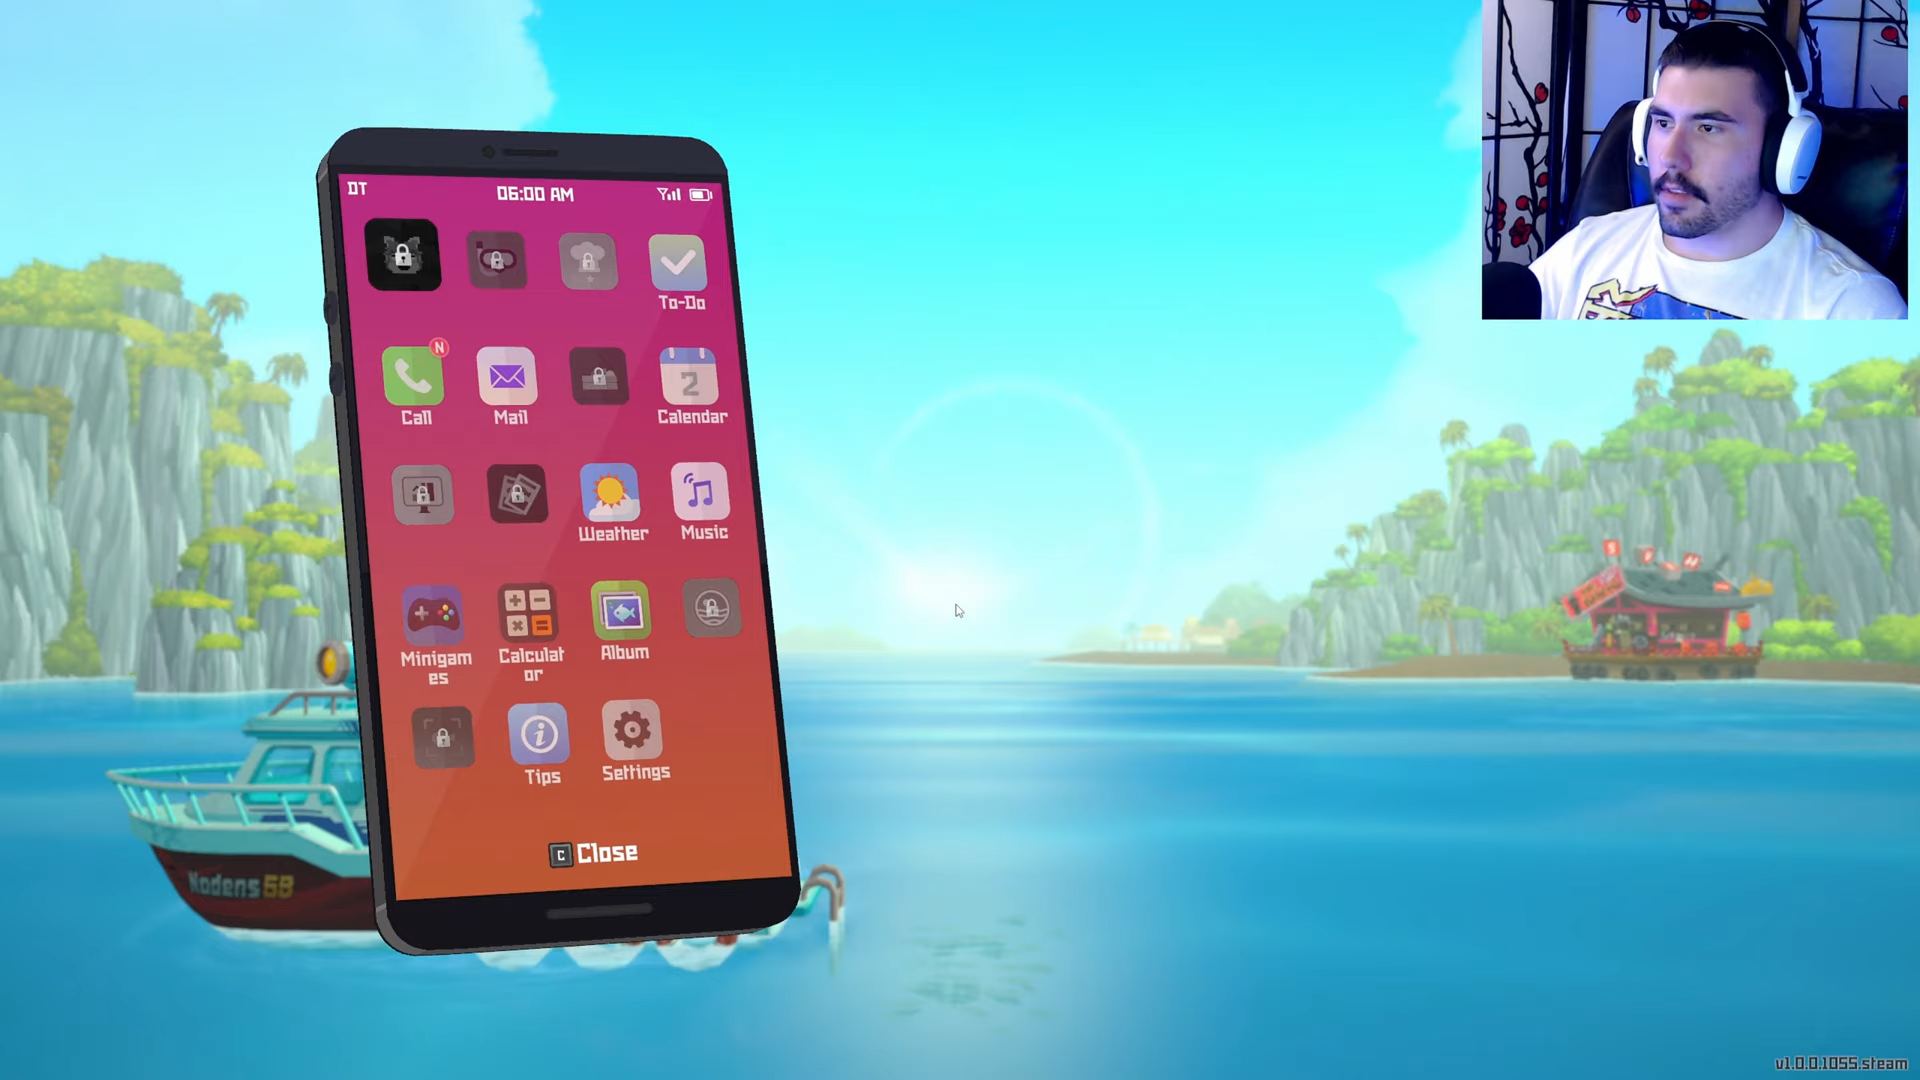 DT
06:00 AM
To-Do
N
Call
Mail
2
Calendar
Weather
Music
Minigam
es
Calculat
or
Album
Tips
Settings
C Close
Nodens 68
v1.0.0.1055.steam